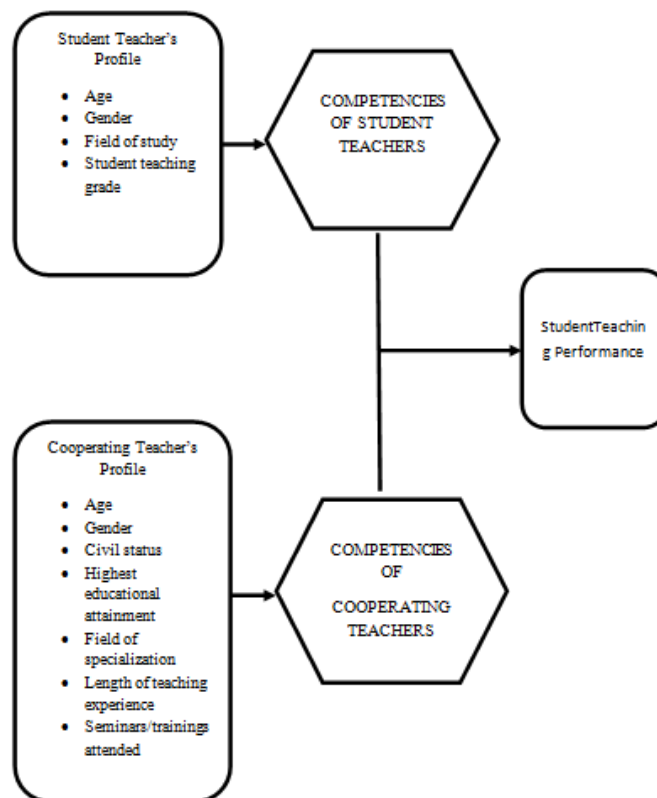 Student Teacher's
Profile
• Age
• Gender
• Field of study
• Student teaching
grade
COMPETENCIES
OF STUDENT
TEACHERS
StudentTeachin
g Performance
Cooperating Teacher's
Profile
• Age
• Gender
• Civil status
• Highest
educational
attainment
• Field of
specialization
• Length of teaching
experience
• Seminars/trainings
attended
COMPETENCIES
OF
COOPERATING
TEACHERS